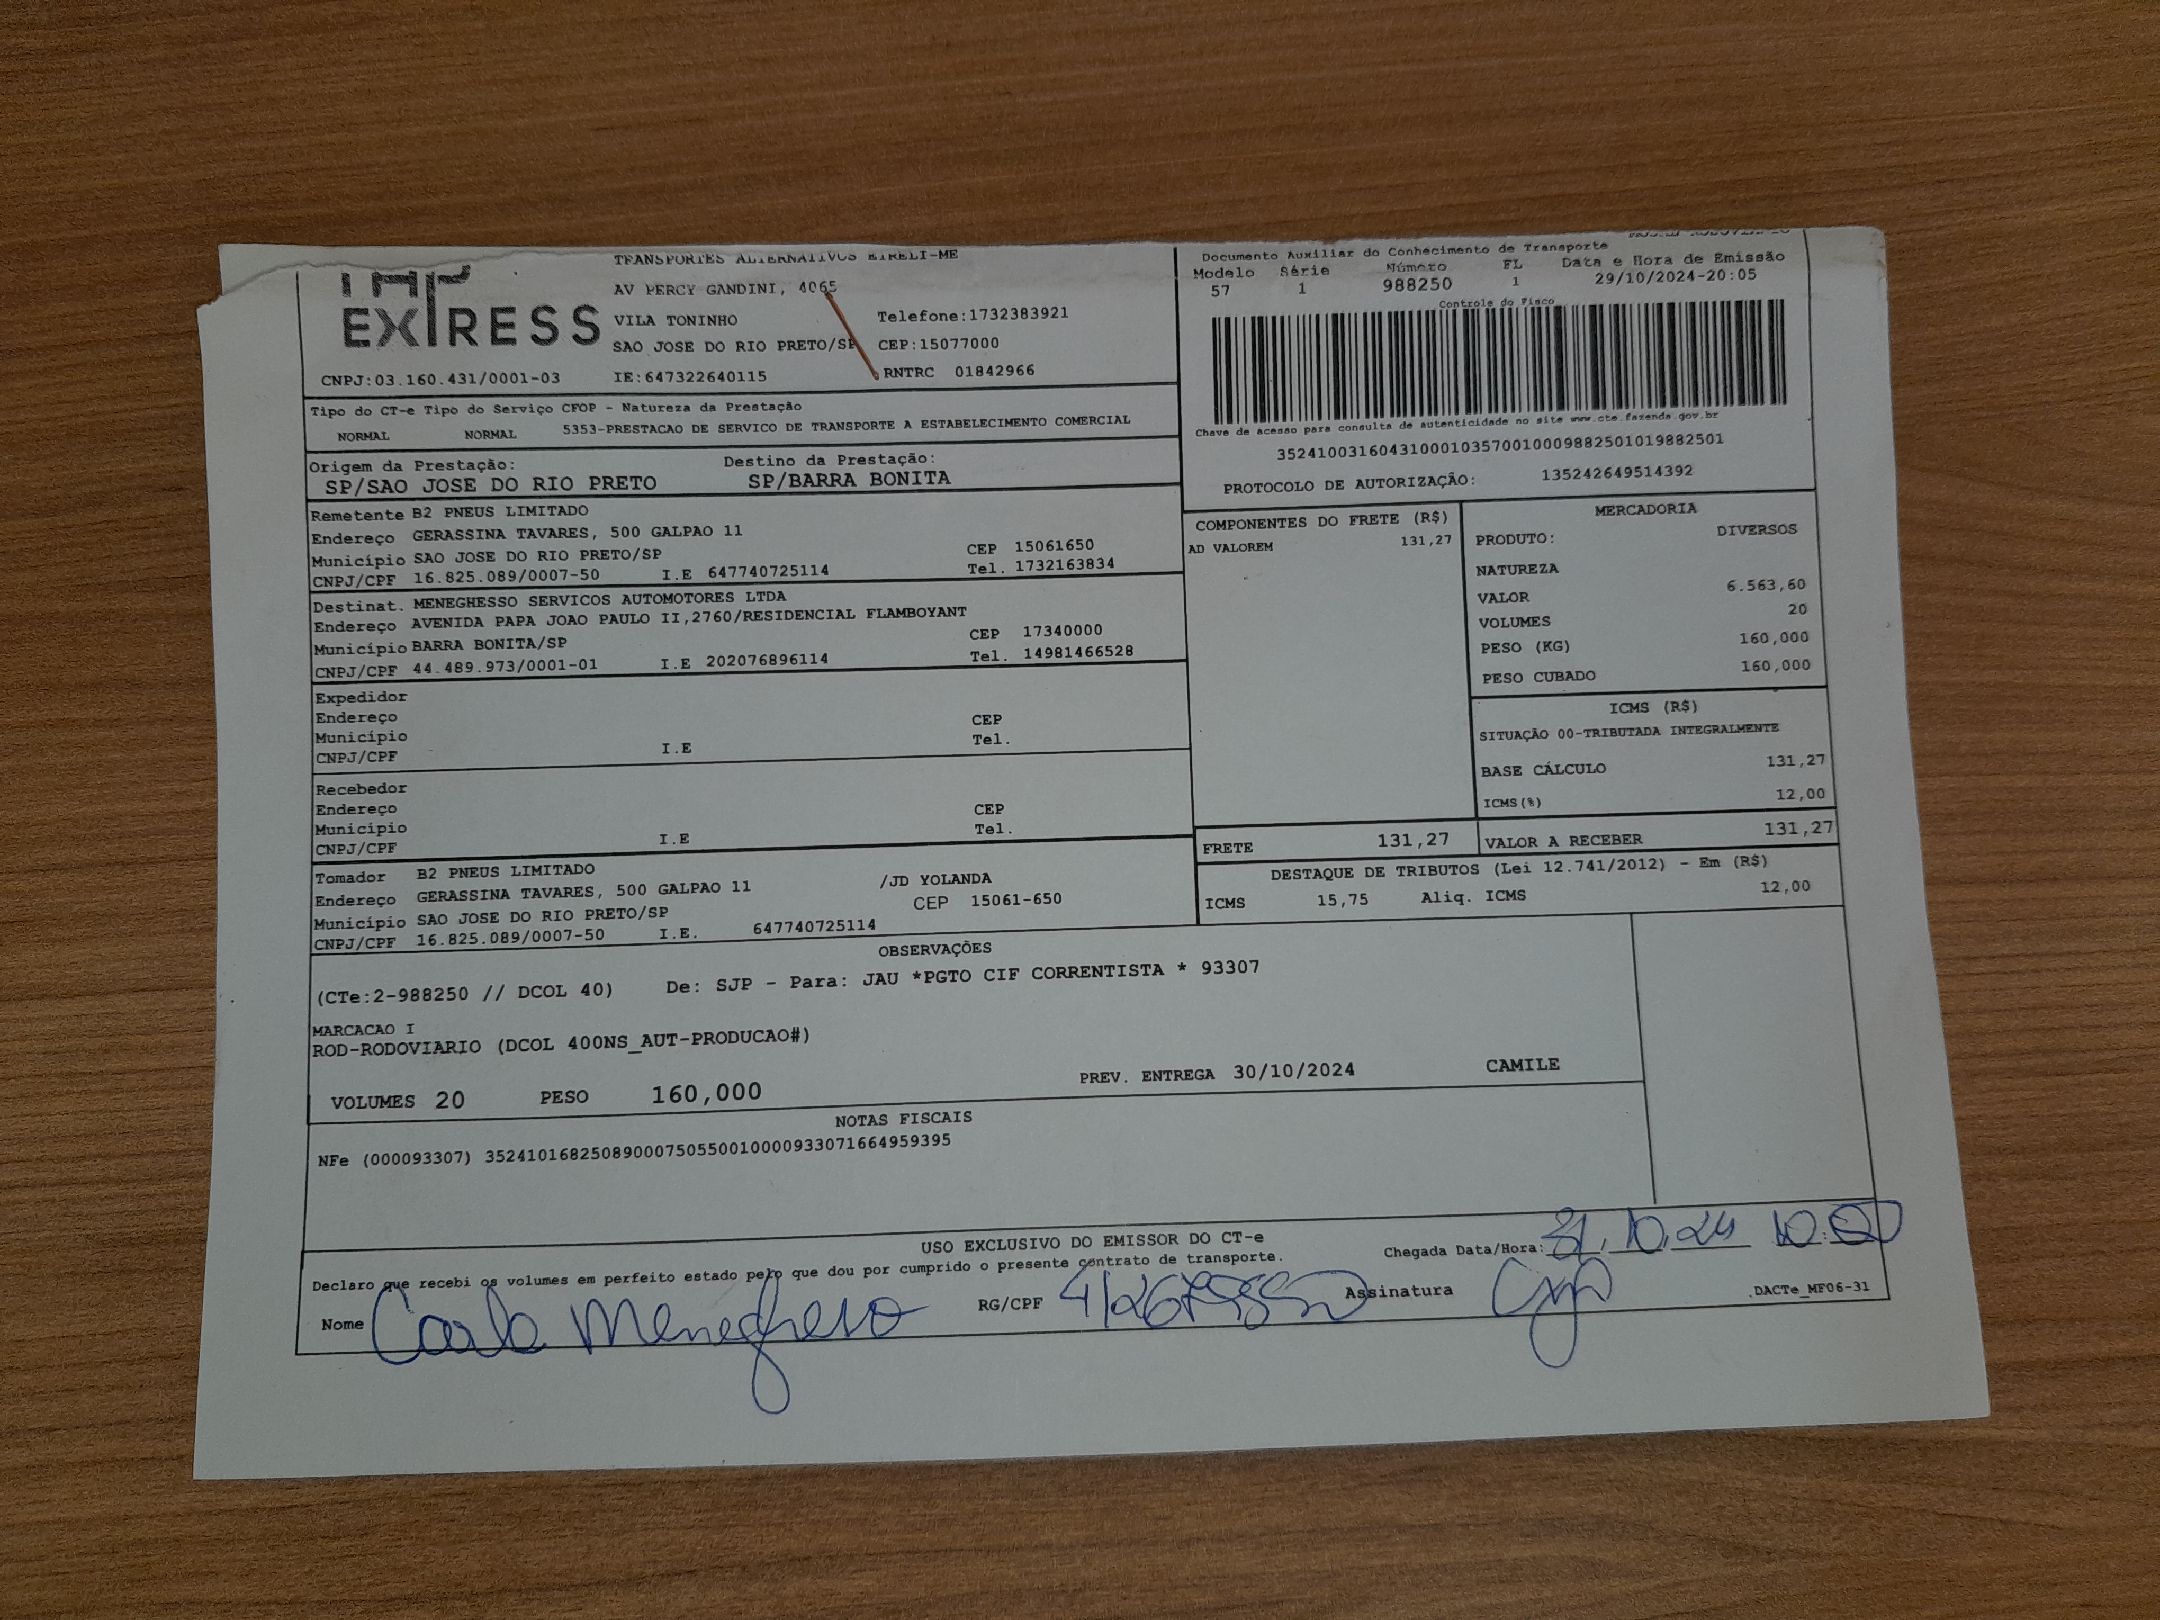 EXPRESS
TRANSPORTES ALTERNATIVOS EIRELI-ME
AV PERCY GANDINI, 4065
VILA TONINHO Telefone:1732383921
SAO JOSE DO RIO PRETO/SP CEP:15077000
CNPJ:03.160.431/0001-03 IE:647322640115 RNTRC 01842966
Documento Auxiliar do Conhecimento de Transporte
Modelo Série Número FL Data e Hora de Emissão
57 1 988250 1 29/10/2024-20:05
Controle do Fisco
Chave de acesso para consulta de autenticidade no site www.cte.fazenda.gov.br
35241003160431000103570010009882501019882501
PROTOCOLO DE AUTORIZAÇÃO: 135242649514392
Tipo do CT-e Tipo do Serviço CFOP - Natureza da Prestação
NORMAL NORMAL 5353-PRESTACAO DE SERVICO DE TRANSPORTE A ESTABELECIMENTO COMERCIAL
Origem da Prestação: Destino da Prestação:
SP/SAO JOSE DO RIO PRETO SP/BARRA BONITA
Remetente B2 PNEUS LIMITADO
Endereço GERASSINA TAVARES, 500 GALPAO 11
Município SAO JOSE DO RIO PRETO/SP CEP 15061650
CNPJ/CPF 16.825.089/0007-50 I.E 647740725114 Tel. 1732163834
Destinat. MENEGHESSO SERVICOS AUTOMOTORES LTDA
Endereço AVENIDA PAPA JOAO PAULO II,2760/RESIDENCIAL FLAMBOYANT
Município BARRA BONITA/SP CEP 17340000
CNPJ/CPF 44.489.973/0001-01 I.E 202076896114 Tel. 14981466528
Expedidor
Endereço CEP
Município Tel.
CNPJ/CPF I.E
Recebedor
Endereço CEP
Município Tel.
CNPJ/CPF I.E
Tomador B2 PNEUS LIMITADO
Endereço GERASSINA TAVARES, 500 GALPAO 11 /JD YOLANDA
Município SAO JOSE DO RIO PRETO/SP CEP 15061-650
CNPJ/CPF 16.825.089/0007-50 I.E. 647740725114
COMPONENTES DO FRETE (R$)
AD VALOREM 131,27
MERCADORIA
PRODUTO: DIVERSOS
NATUREZA
VALOR 6.563,60
VOLUMES 20
PESO (KG) 160,000
PESO CUBADO 160,000
ICMS (R$)
SITUAÇÃO 00-TRIBUTADA INTEGRALMENTE
BASE CÁLCULO 131,27
ICMS(%) 12,00
FRETE 131,27 VALOR A RECEBER 131,27
DESTAQUE DE TRIBUTOS (Lei 12.741/2012) - Em (R$)
ICMS 15,75 Aliq. ICMS 12,00
OBSERVAÇÕES
(CTe:2-988250 // DCOL 40) De: SJP - Para: JAU *PGTO CIF CORRENTISTA * 93307
MARCACAO I
ROD-RODOVIARIO (DCOL 400NS_AUT-PRODUCAO#)
VOLUMES 20 PESO 160,000 PREV. ENTREGA 30/10/2024 CAMILE
NOTAS FISCAIS
NFe (000093307) 35241016825089000750550010000933071664959395
USO EXCLUSIVO DO EMISSOR DO CT-e
Declaro que recebi os volumes em perfeito estado pelo que dou por cumprido o presente contrato de transporte.
Chegada Data/Hora: 31.10.24
Nome Carla Meneghesso RG/CPF Assinatura DACTe_MF06-31